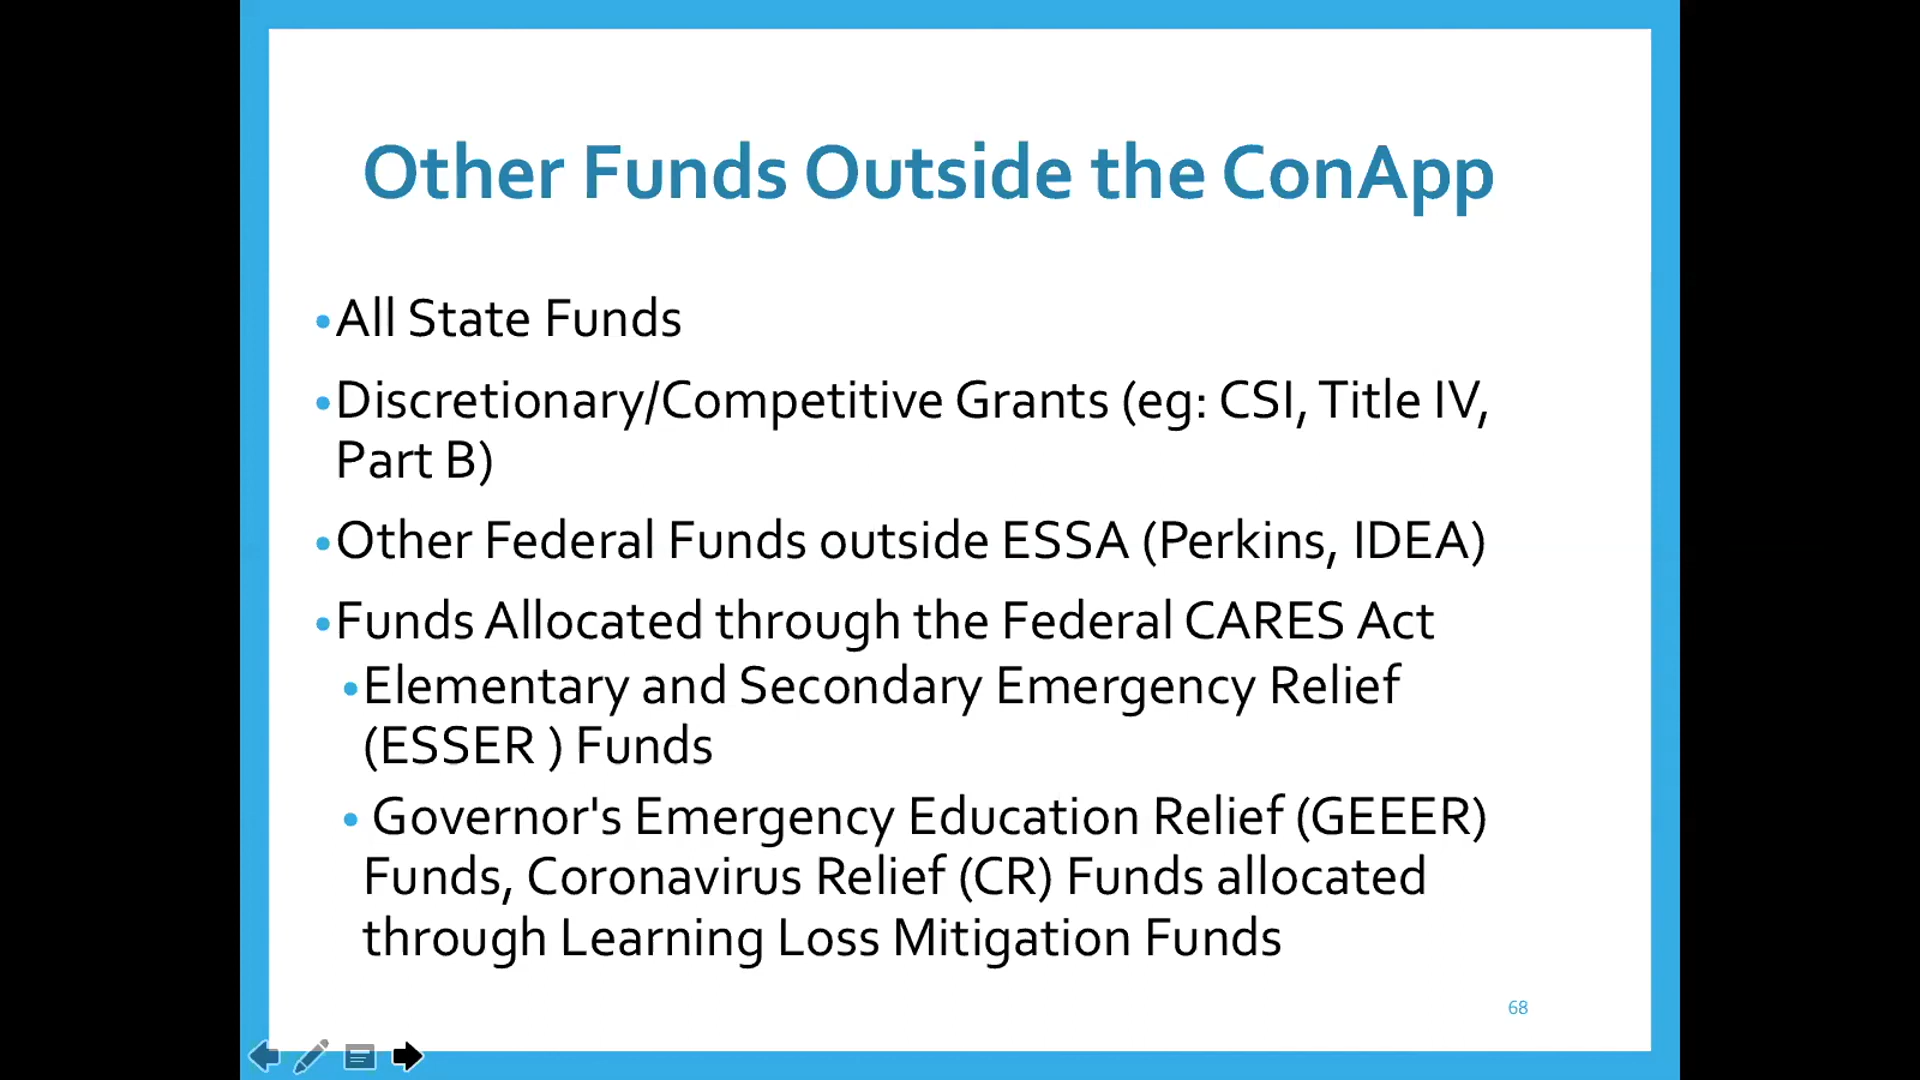 Other Funds Outside the ConApp
•All State Funds
•Discretionary/Competitive Grants (eg: CSI, Title IV,
Part B)
•Other Federal Funds outside ESSA (Perkins, IDEA)
•Funds Allocated through the Federal CARES Act
•Elementary and Secondary Emergency Relief
(ESSER ) Funds
• Governor's Emergency Education Relief (GEEER)
Funds, Coronavirus Relief (CR) Funds allocated
through Learning Loss Mitigation Funds
68